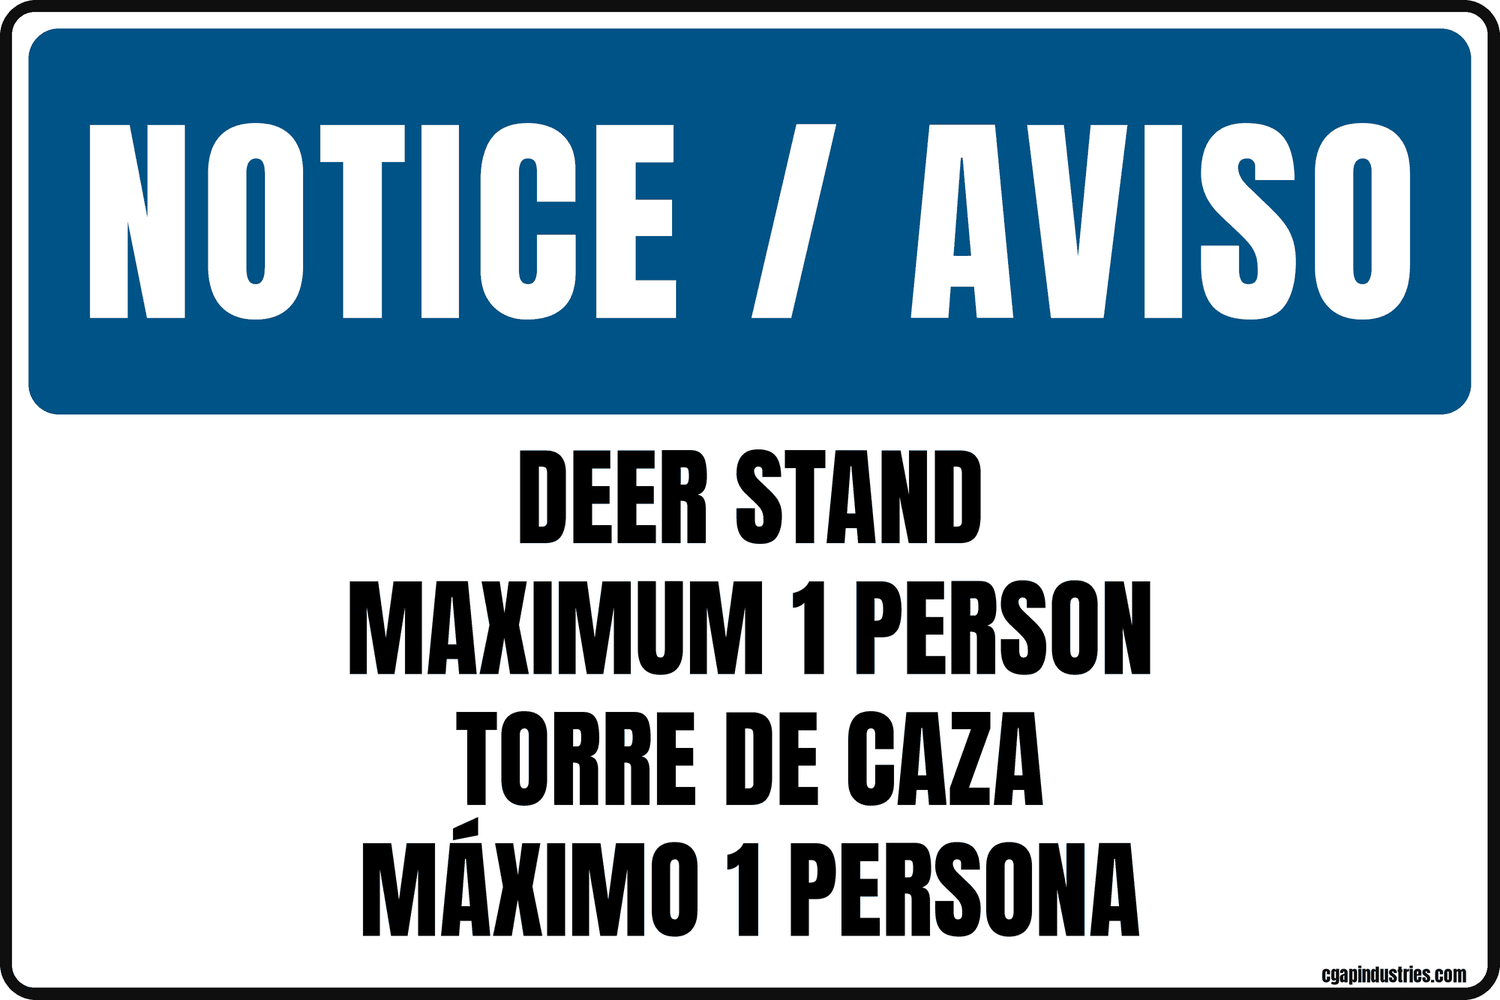 NOTICE / AVISO
DEER STAND
MAXIMUM 1 PERSON
TORRE DE CAZA
MÁXIMO 1 PERSONA
cgapindustries.com